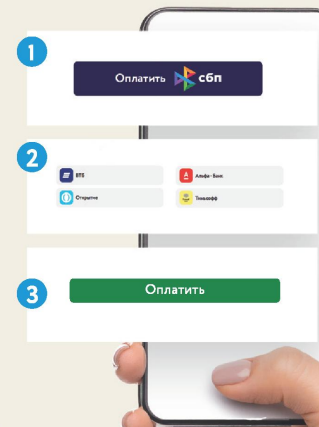 1
Оплатить сбп
2
ВТБ
Альфа-Банк
Открытие
Тинькофф
3
Оплатить